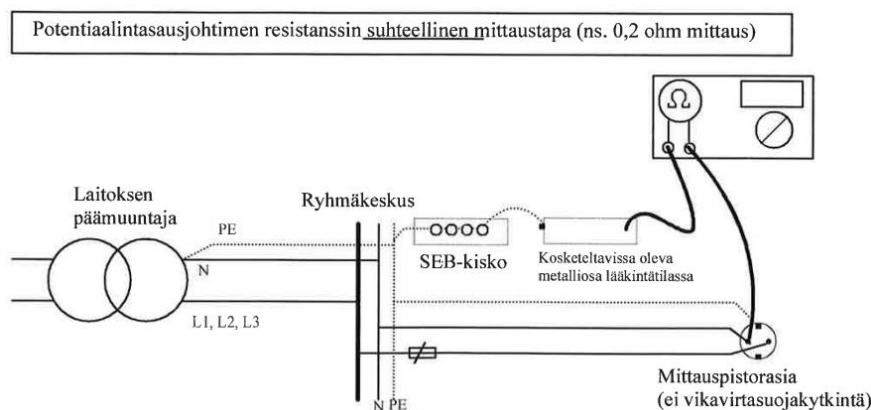 Potentiaalintasausjohtimen resistanssin suhteellinen mittaustapa (ns. 0,2 ohm mittaus)
Ω
Laitoksen
päämuuntaja
Ryhmäkeskus
PE
N
SEB-kisko
Kosketeltavissa oleva
metalliosa lääkintätilassa
L1, L2, L3
Mittauspistorasia
(ei vikavirtasuojakytkintä)
N PE